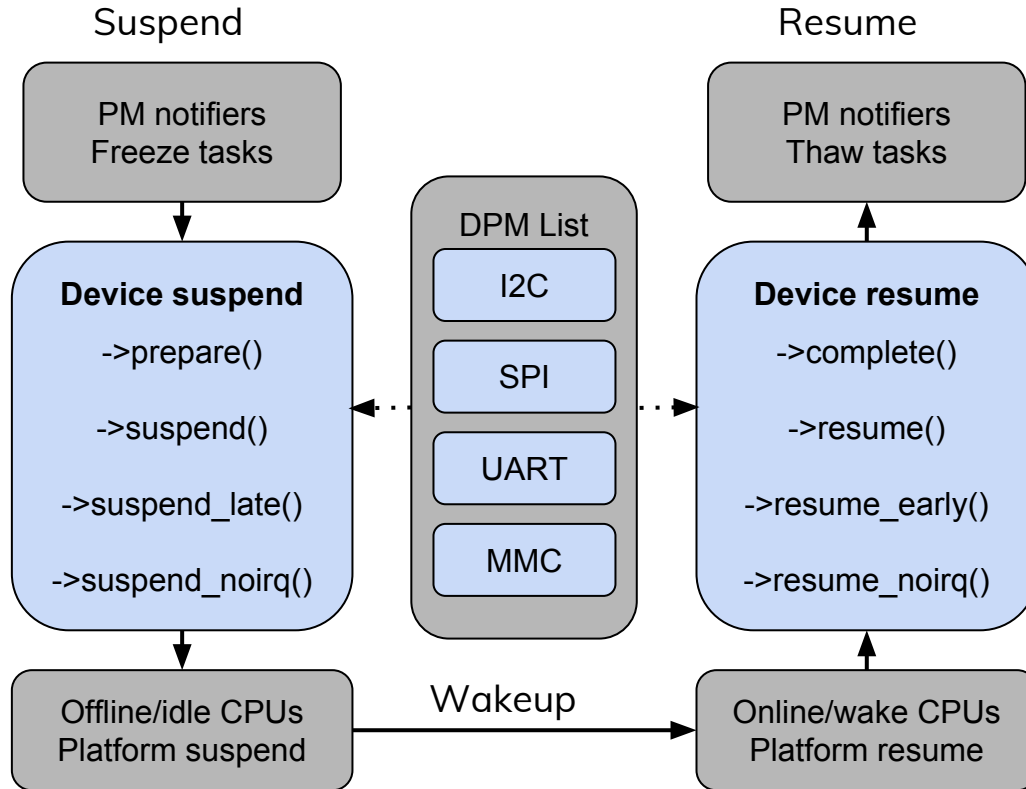 Suspend
PM notifiers
Freeze tasks
Device suspend
->prepare()
->suspend()
->suspend_late()
->suspend_noirq()
Offline/idle CPUs
Platform suspend
DPM List
I2C
SPI
UART
MMC
Wakeup
Resume
PM notifiers
Thaw tasks
Device resume
->complete()
->resume()
->resume_early()
->resume_noirq()
Online/wake CPUs
Platform resume